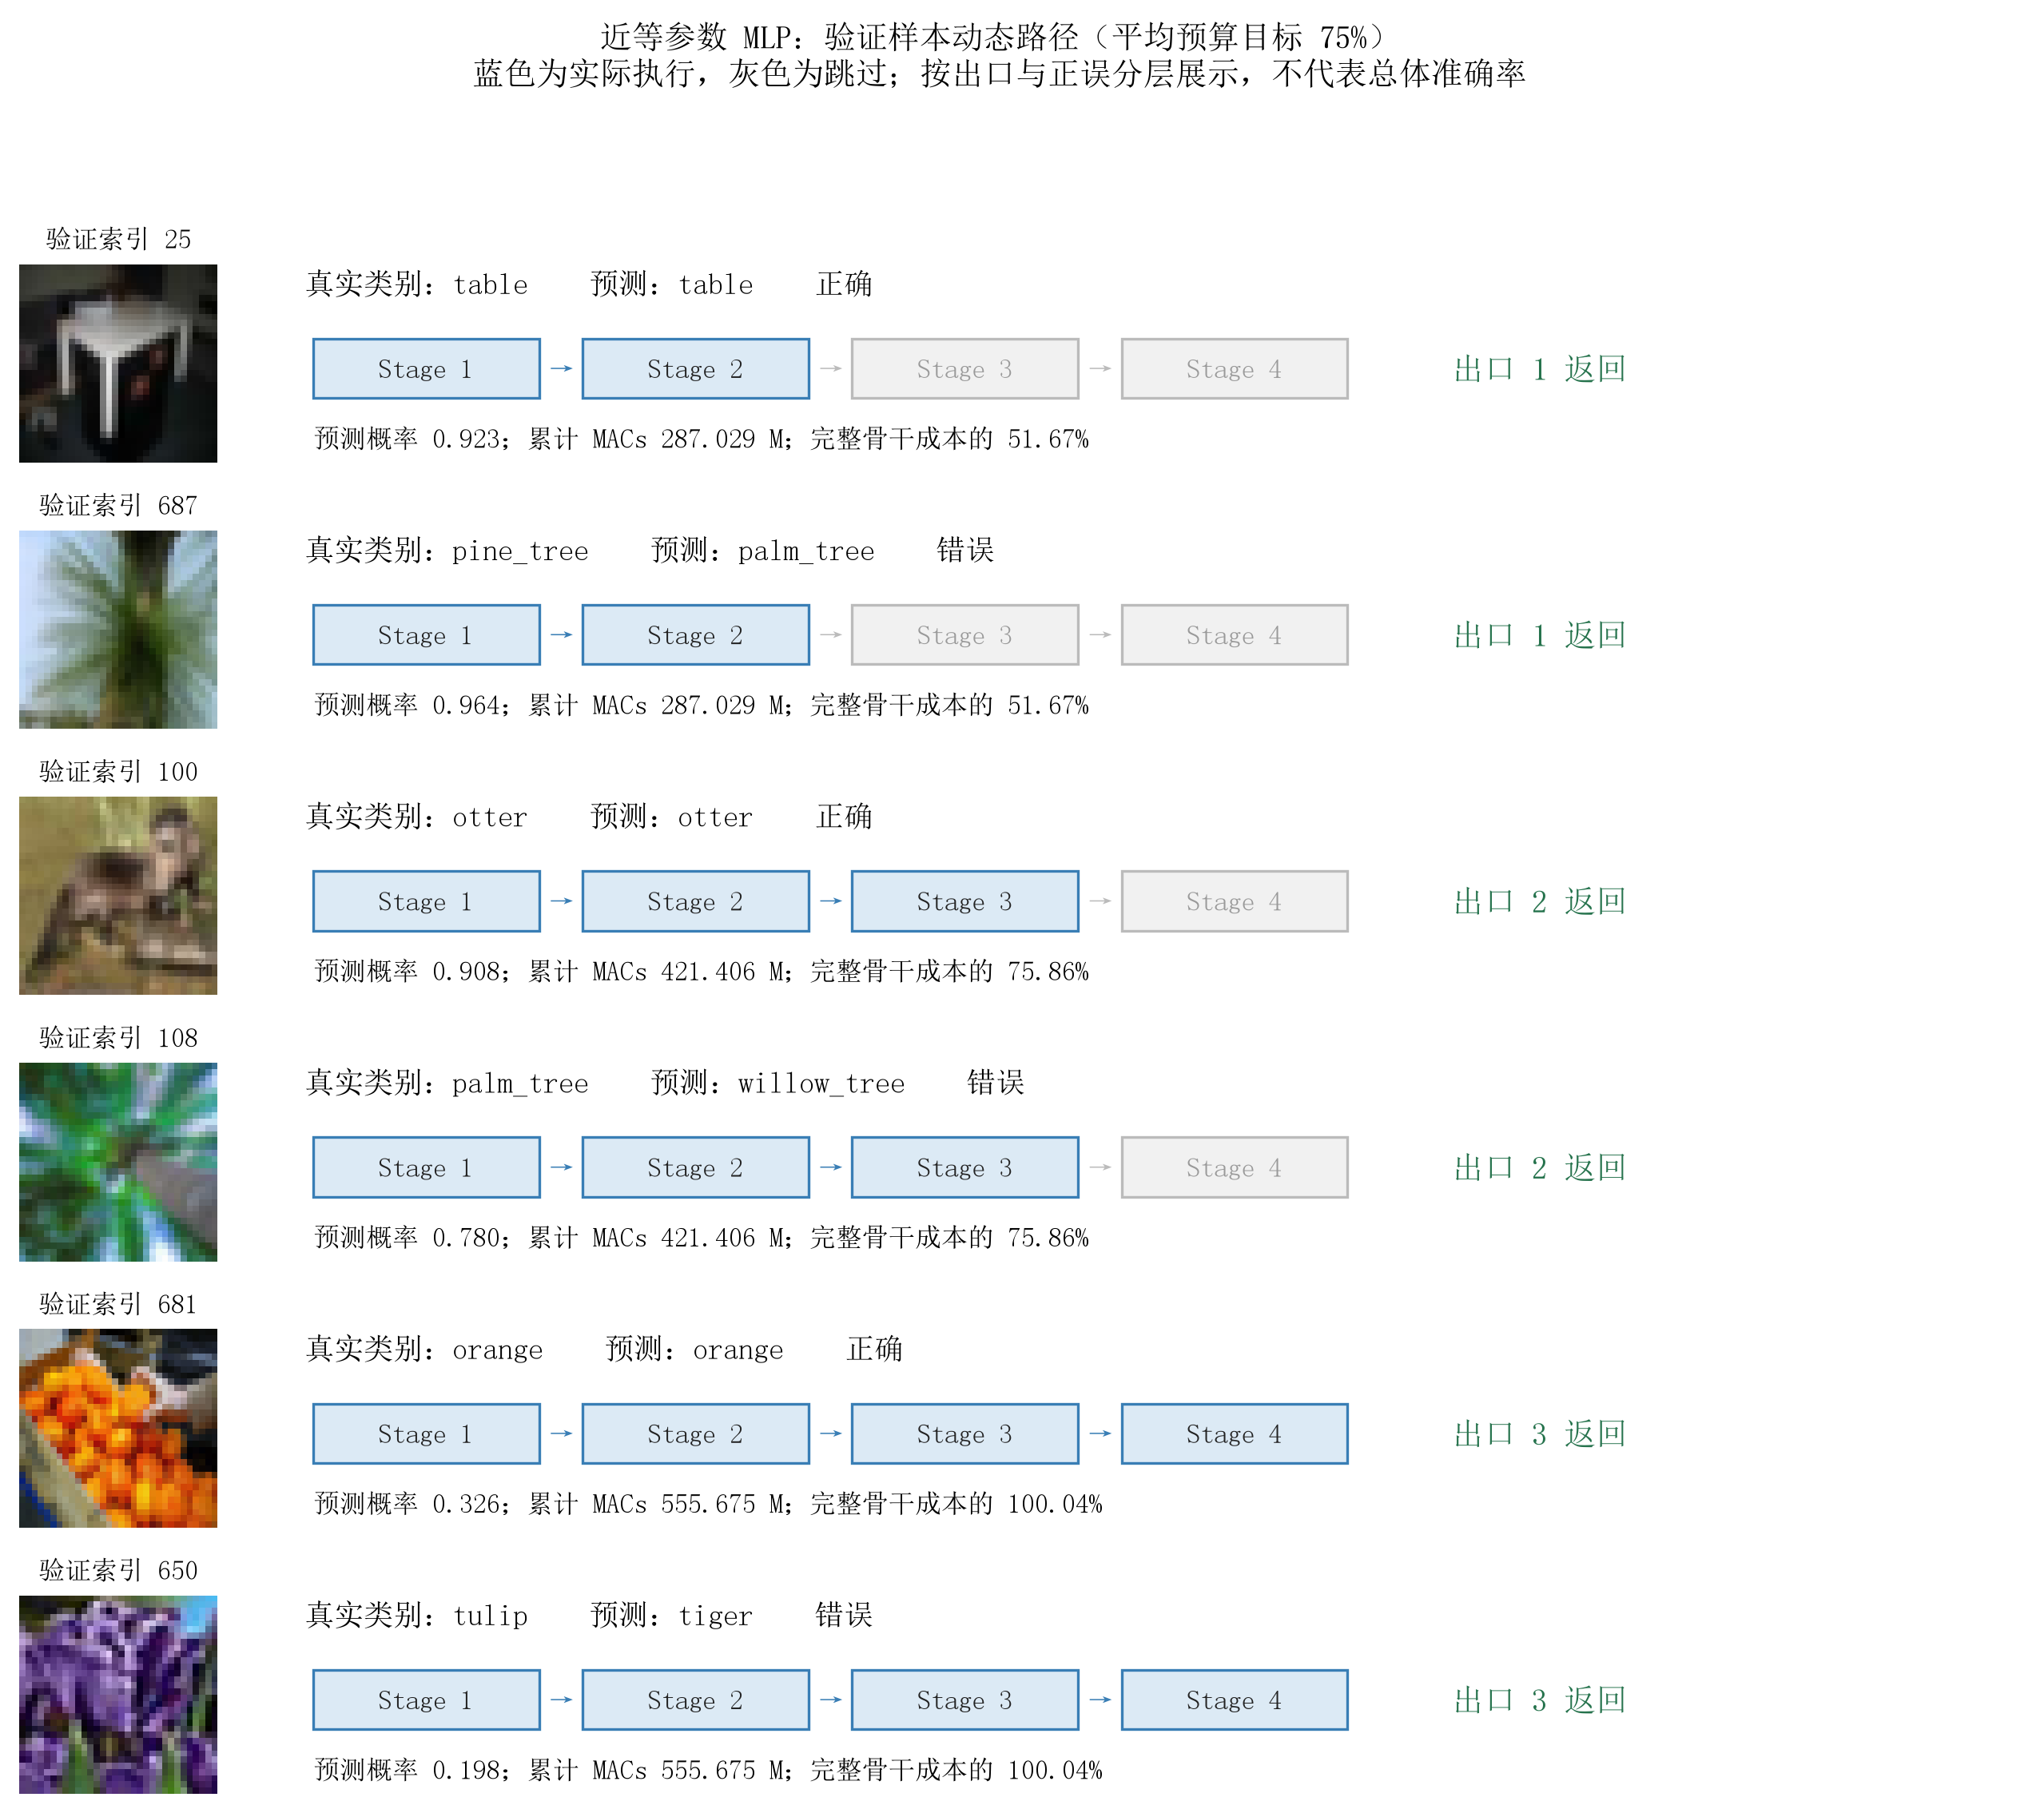 近等参数 MLP：验证样本动态路径（平均预算目标 75%）
蓝色为实际执行，灰色为跳过；按出口与正误分层展示，不代表总体准确率
验证索引 25
真实类别：table 预测：table 正确
Stage 1 → Stage 2 → Stage 3 → Stage 4 出口 1 返回
预测概率 0.923；累计 MACs 287.029 M；完整骨干成本的 51.67%
验证索引 687
真实类别：pine_tree 预测：palm_tree 错误
Stage 1 → Stage 2 → Stage 3 → Stage 4 出口 1 返回
预测概率 0.964；累计 MACs 287.029 M；完整骨干成本的 51.67%
验证索引 100
真实类别：otter 预测：otter 正确
Stage 1 → Stage 2 → Stage 3 → Stage 4 出口 2 返回
预测概率 0.908；累计 MACs 421.406 M；完整骨干成本的 75.86%
验证索引 108
真实类别：palm_tree 预测：willow_tree 错误
Stage 1 → Stage 2 → Stage 3 → Stage 4 出口 2 返回
预测概率 0.780；累计 MACs 421.406 M；完整骨干成本的 75.86%
验证索引 681
真实类别：orange 预测：orange 正确
Stage 1 → Stage 2 → Stage 3 → Stage 4 出口 3 返回
预测概率 0.326；累计 MACs 555.675 M；完整骨干成本的 100.04%
验证索引 650
真实类别：tulip 预测：tiger 错误
Stage 1 → Stage 2 → Stage 3 → Stage 4 出口 3 返回
预测概率 0.198；累计 MACs 555.675 M；完整骨干成本的 100.04%